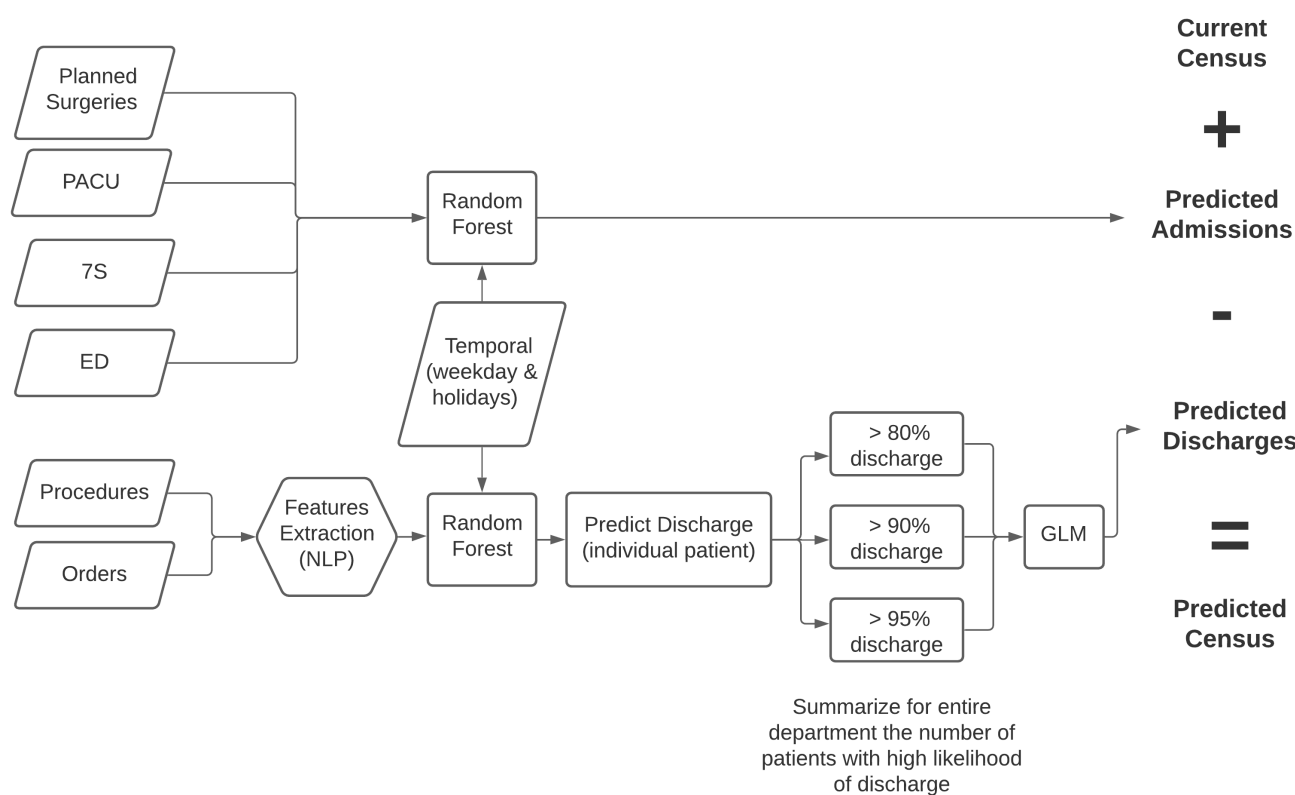 Planned
Surgeries
PACU
7S
ED
Procedures
Orders
Features
Extraction
(NLP)
Random
Forest
Temporal
(weekday &
holidays)
Random
Forest
Predict Discharge
(individual patient)
> 80%
discharge
> 90%
discharge
> 95%
discharge
Summarize for entire
department the number of
patients with high likelihood
of discharge
GLM
Current
Census
+
Predicted
Admissions
-
Predicted
Discharges
=
Predicted
Census